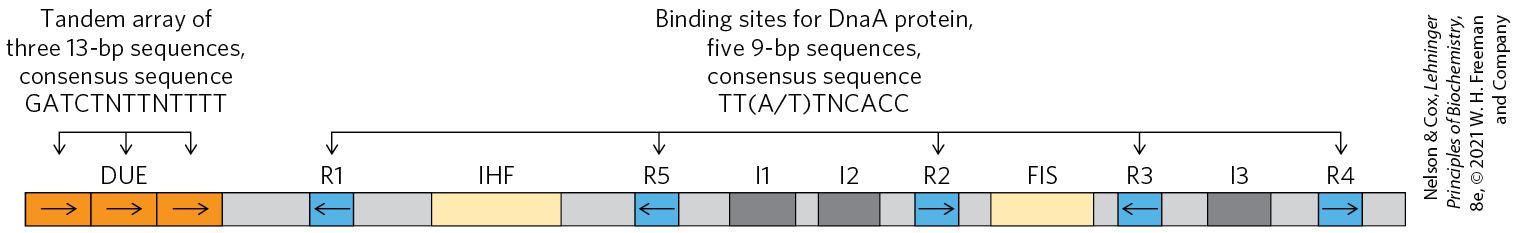 Tandem array of
three 13-bp sequences,
consensus sequence
GATCTNTTNTTTT
Binding sites for DnaA protein,
five 9-bp sequences,
consensus sequence
TT(A/T)TNCACC
DUE R1 IHF R5 I1 I2 R2 FIS R3 I3 R4
Nelson & Cox, Lehninger
Principles of Biochemistry,
8e, © 2021 W. H. Freeman
and Company